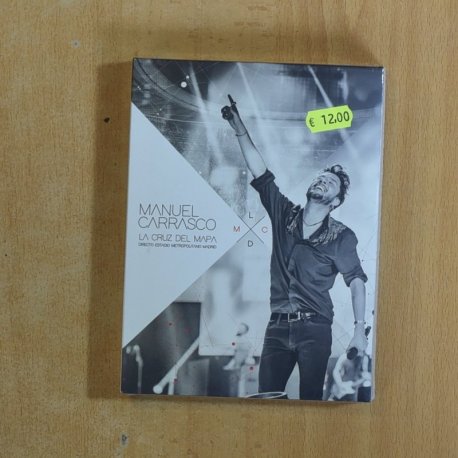 € 12,00
MANUEL
CARRASCO
LA CRUZ DEL MAPA
DIRECTO ESTADIO METROPOLITANO MADRID
L
M C
D